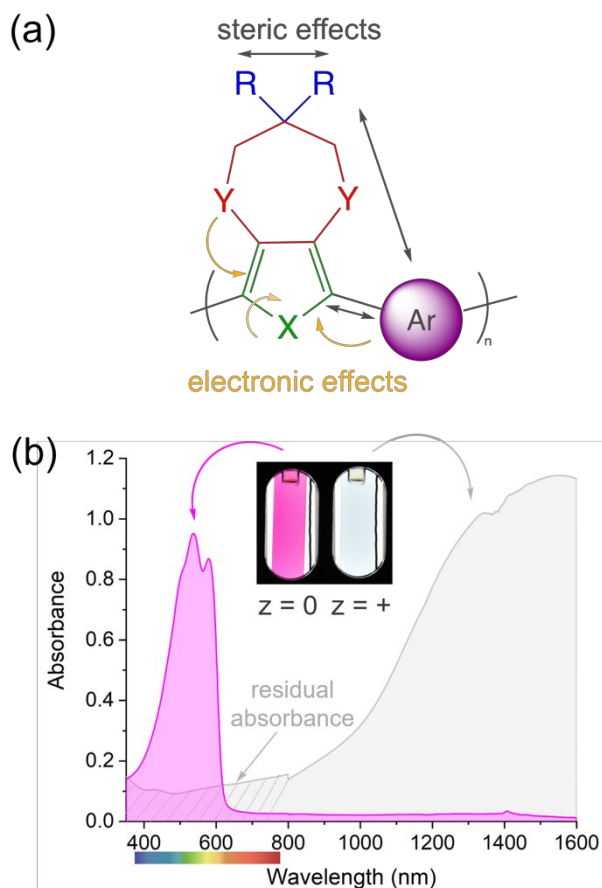 (a)
steric effects
R R
Y Y
X
Ar
n
electronic effects
(b)
1.2
1.0
0.8
0.6
0.4
0.2
0.0
Absorbance
z = 0 z = +
residual
absorbance
400 600 800 1000 1200 1400 1600
Wavelength (nm)